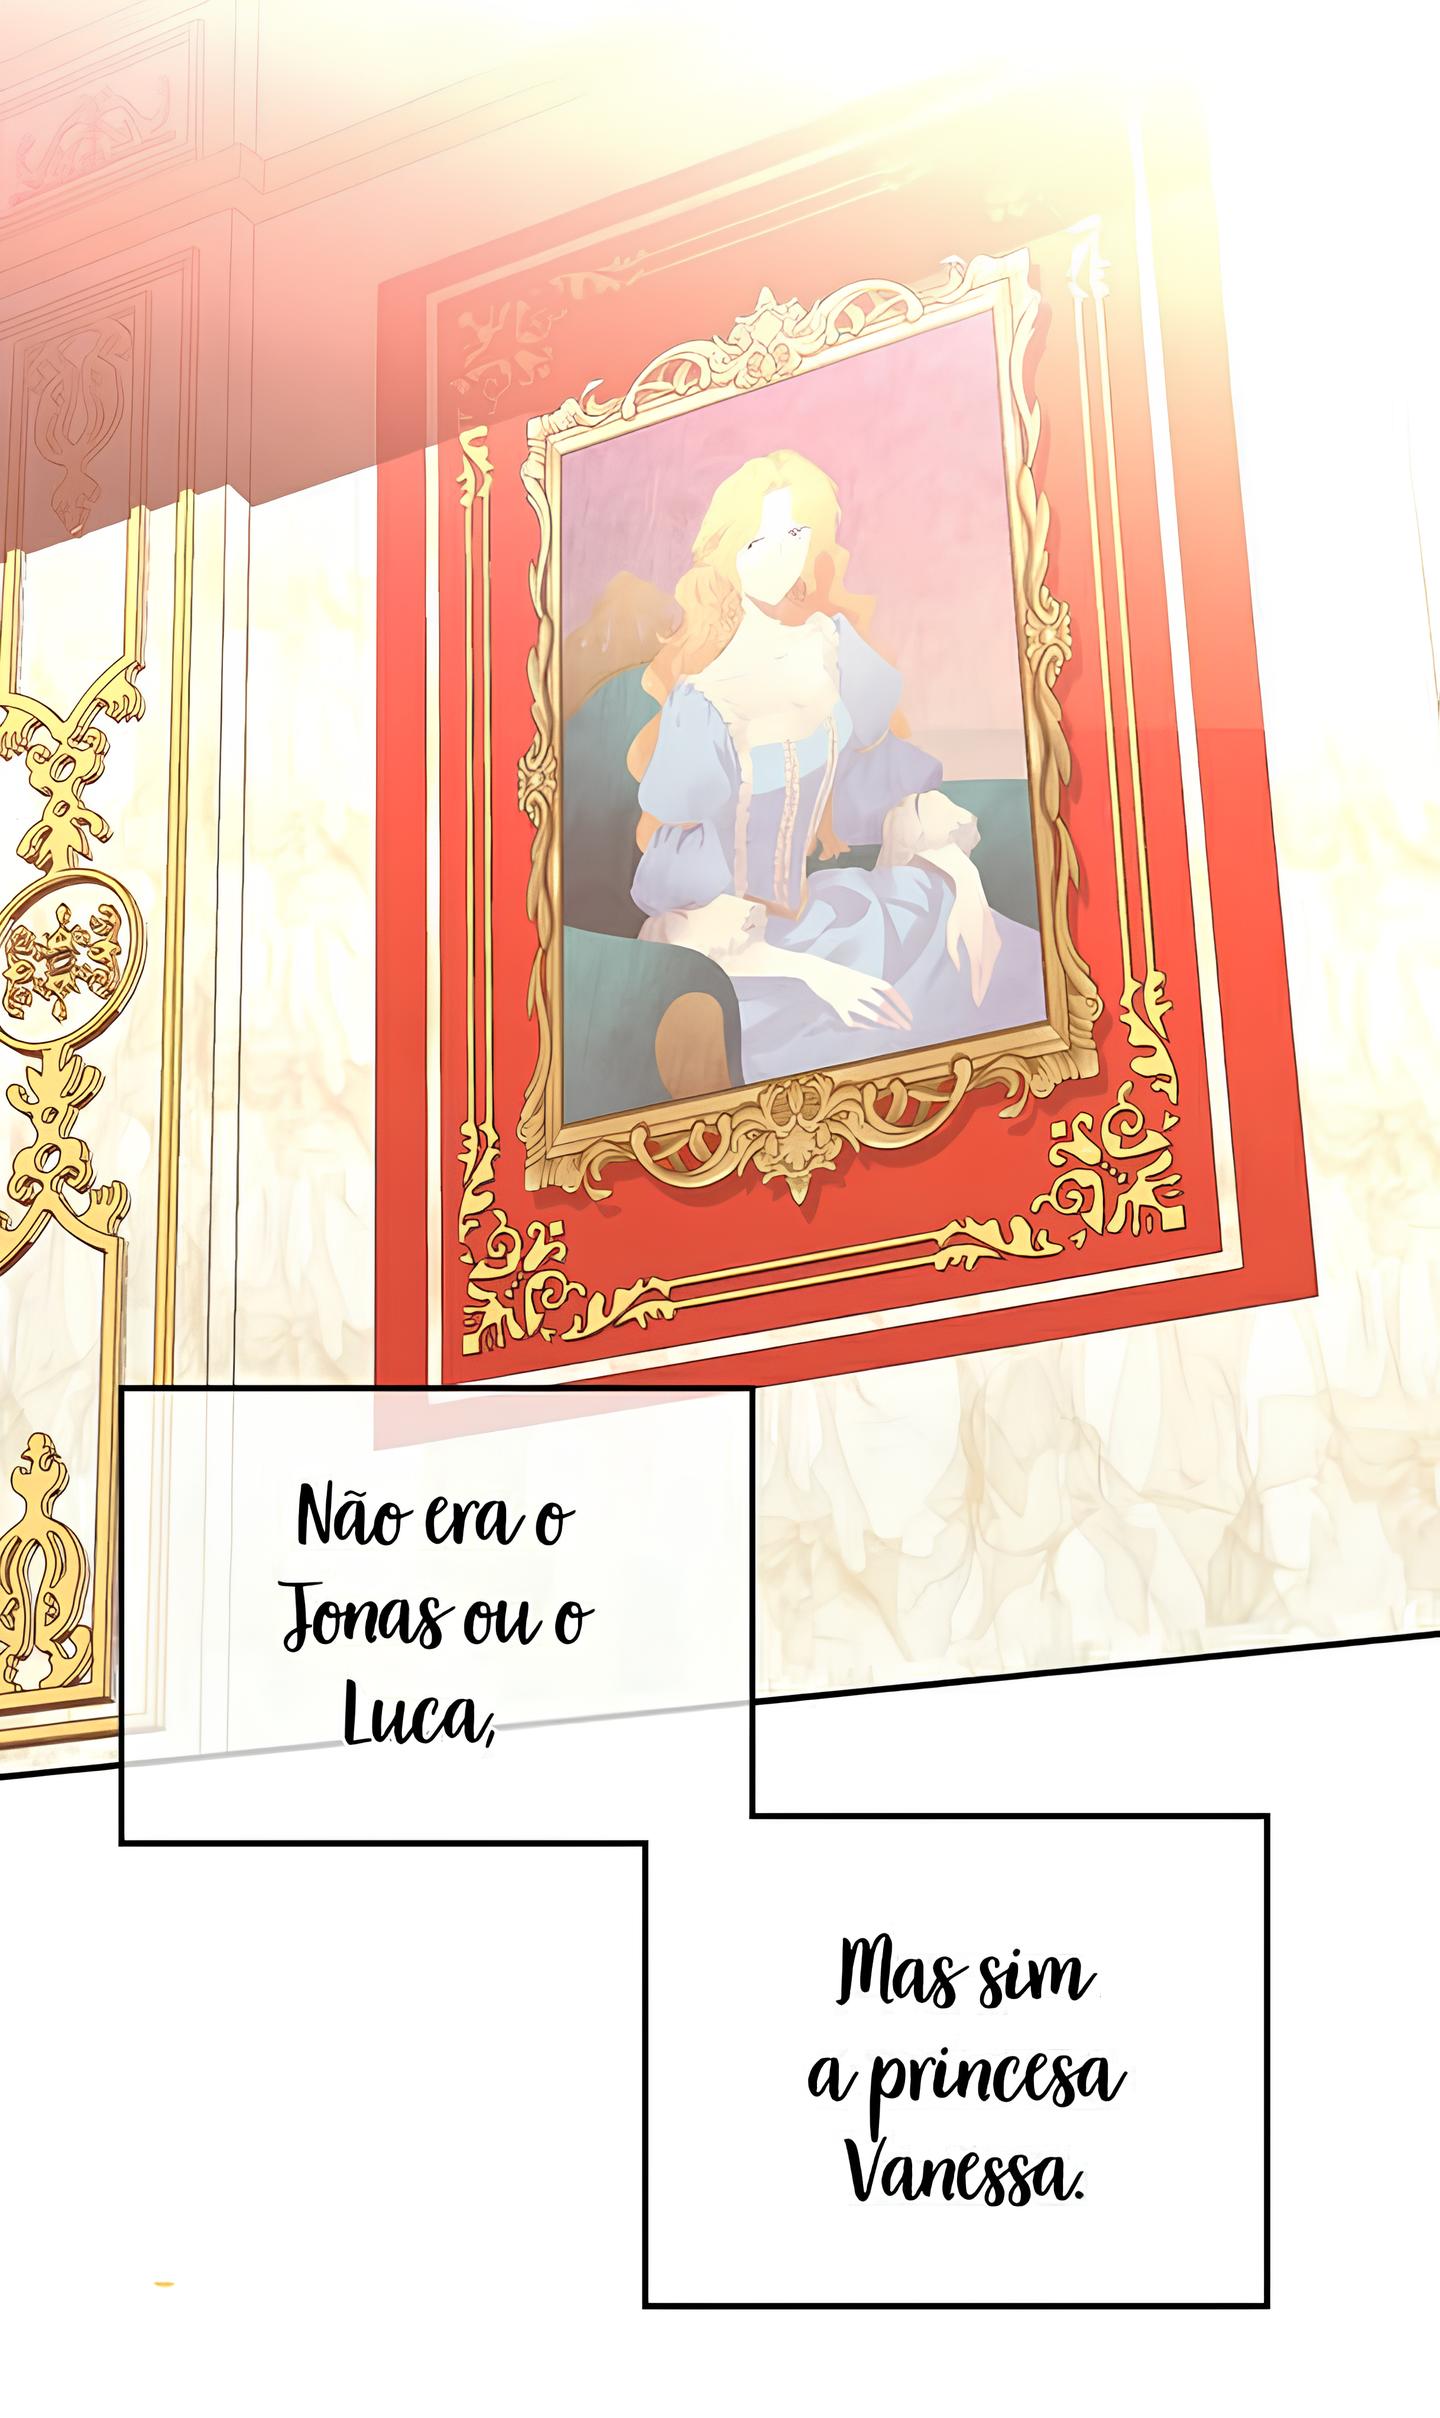 Não era o
Jonas ou o
Luca,
Mas sim
a princesa
Vanessa.